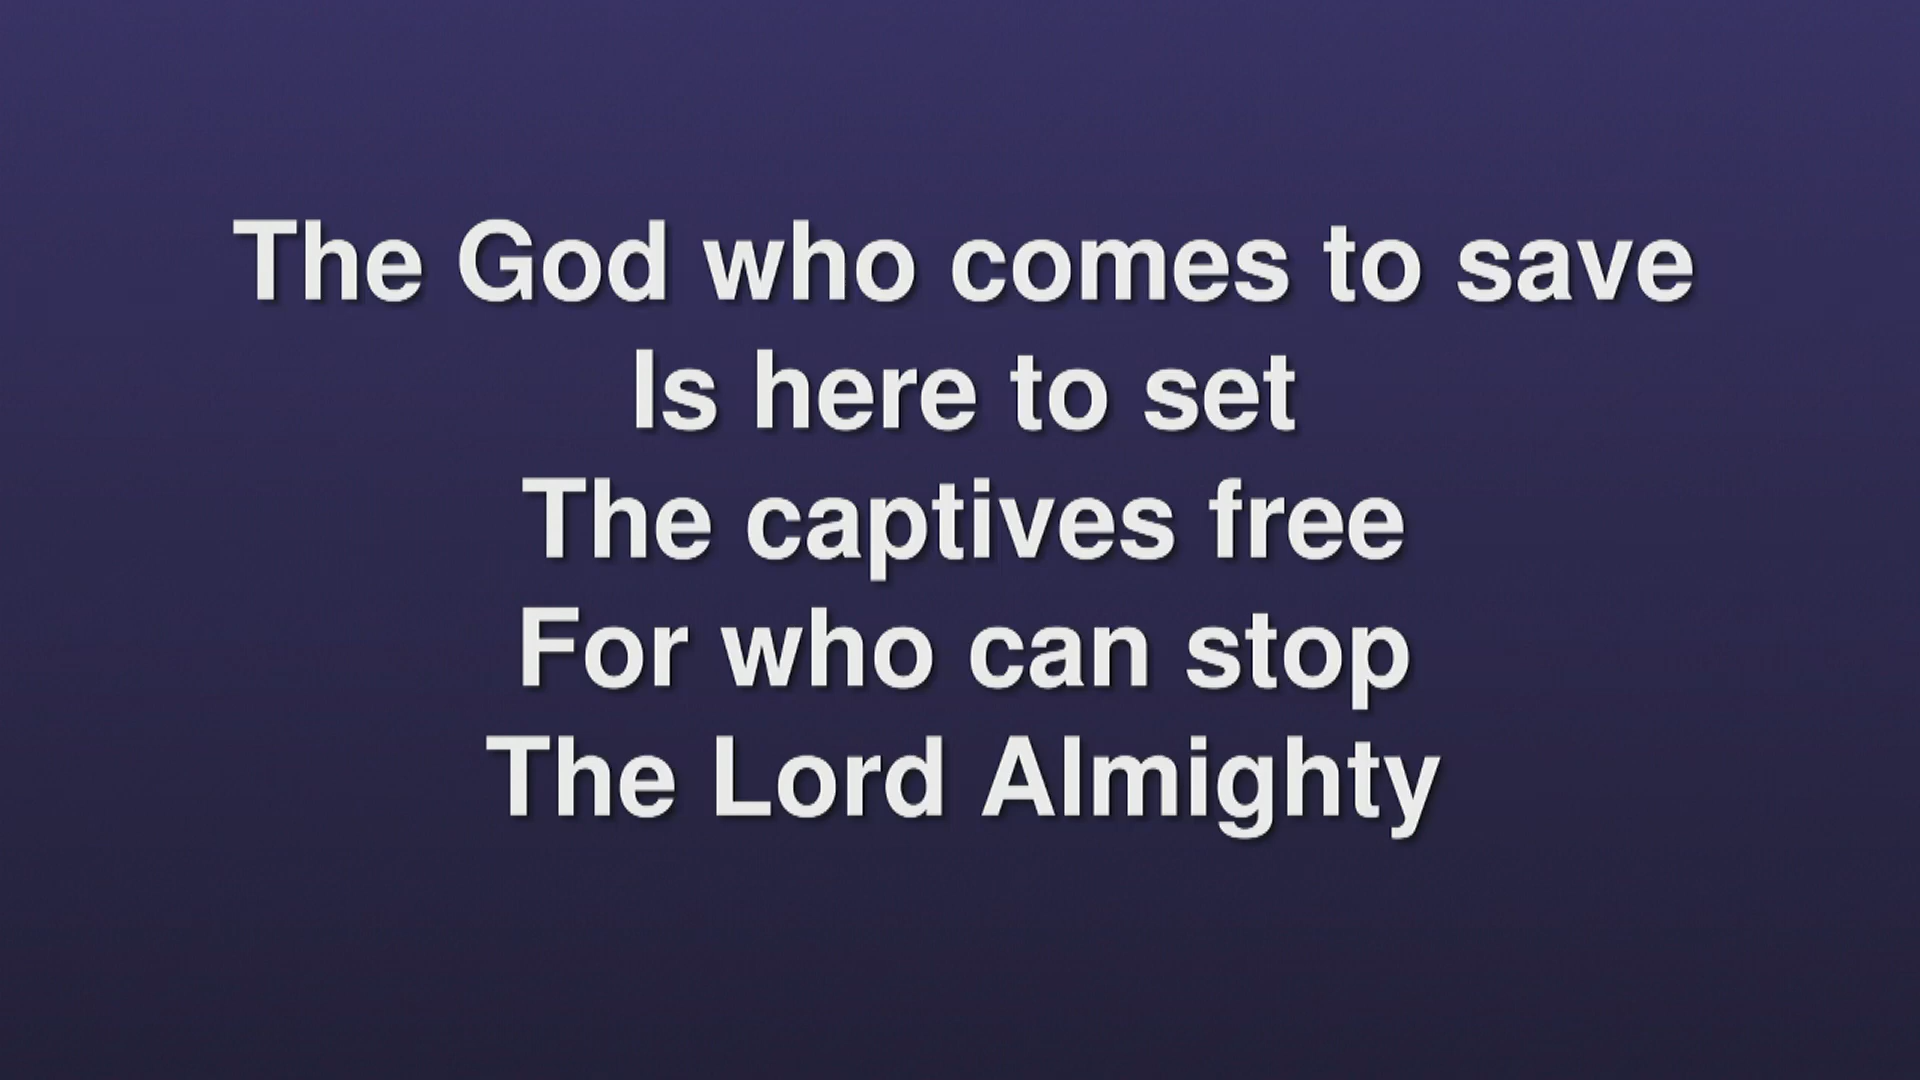 The God who comes to save
Is here to set
The captives free
For who can stop
The Lord Almighty